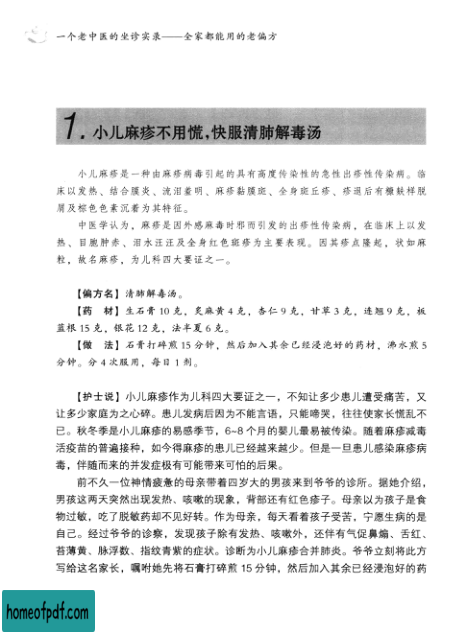 一个老中医的坐诊实录——全家都能用的老偏方
1. 小儿麻疹不用慌,快服清肺解毒汤
小儿麻疹是一种由麻疹病毒引起的具有高度传染性的急性出疹性传染病。临
床以发热、结合膜炎、流泪羞明、麻疹黏膜斑、全身斑丘疹、疹退后有糠麸样脱
屑及棕色色素沉着为其特征。
中医学认为,麻疹是因外感麻毒时邪而引发的出疹性传染病,在临床上以发
热、目胞肿赤、泪水汪汪及全身红色斑疹为主要表现。因其疹点隆起,状如麻
粒,故名麻疹,为儿科四大要证之一。
【偏方名】清肺解毒汤。
【药 材】生石膏 10 克,炙麻黄 4 克,杏仁 9 克,甘草 3 克,连翘 9 克,板
蓝根 15 克,银花 12 克,法半夏 6 克。
【做 法】石膏打碎煎 15 分钟,然后加入其余已经浸泡好的药材,沸水煎 5
分钟。分 4 次服用,每日 1 剂。
【护士说】小儿麻疹作为儿科四大要证之一,不知让多少患儿遭受痛苦,又
让多少家庭为之心碎。患儿发病后因为不能言语,只能啼哭,往往使家长慌乱不
已。秋冬季是小儿麻疹的易感季节,6~8 个月的婴儿最易被传染。随着麻疹减毒
活疫苗的普遍接种,如今得麻疹的患儿已经越来越少。但是一旦患儿感染麻疹病
毒,伴随而来的并发症极有可能带来可怕的后果。
前不久一位神情疲惫的母亲带着四岁大的男孩来到爷爷的诊所。据她介绍,
男孩这两天突然出现发热、咳嗽的现象,背部还有红色疹子。母亲以为孩子是食
物过敏,吃了脱敏药却不见好转。作为母亲,每天看着孩子受苦,宁愿生病的是
自己。经过爷爷的诊察,发现孩子除有发热、咳嗽外,还伴有气促鼻煽、舌红、
苔薄黄、脉浮数、指纹青紫的症状。诊断为小儿麻疹合并肺炎。爷爷立刻将此方
写给这名家长,嘱咐她先将石膏打碎煎 15 分钟,然后加入其余已经浸泡好的药
homeofpdf.com